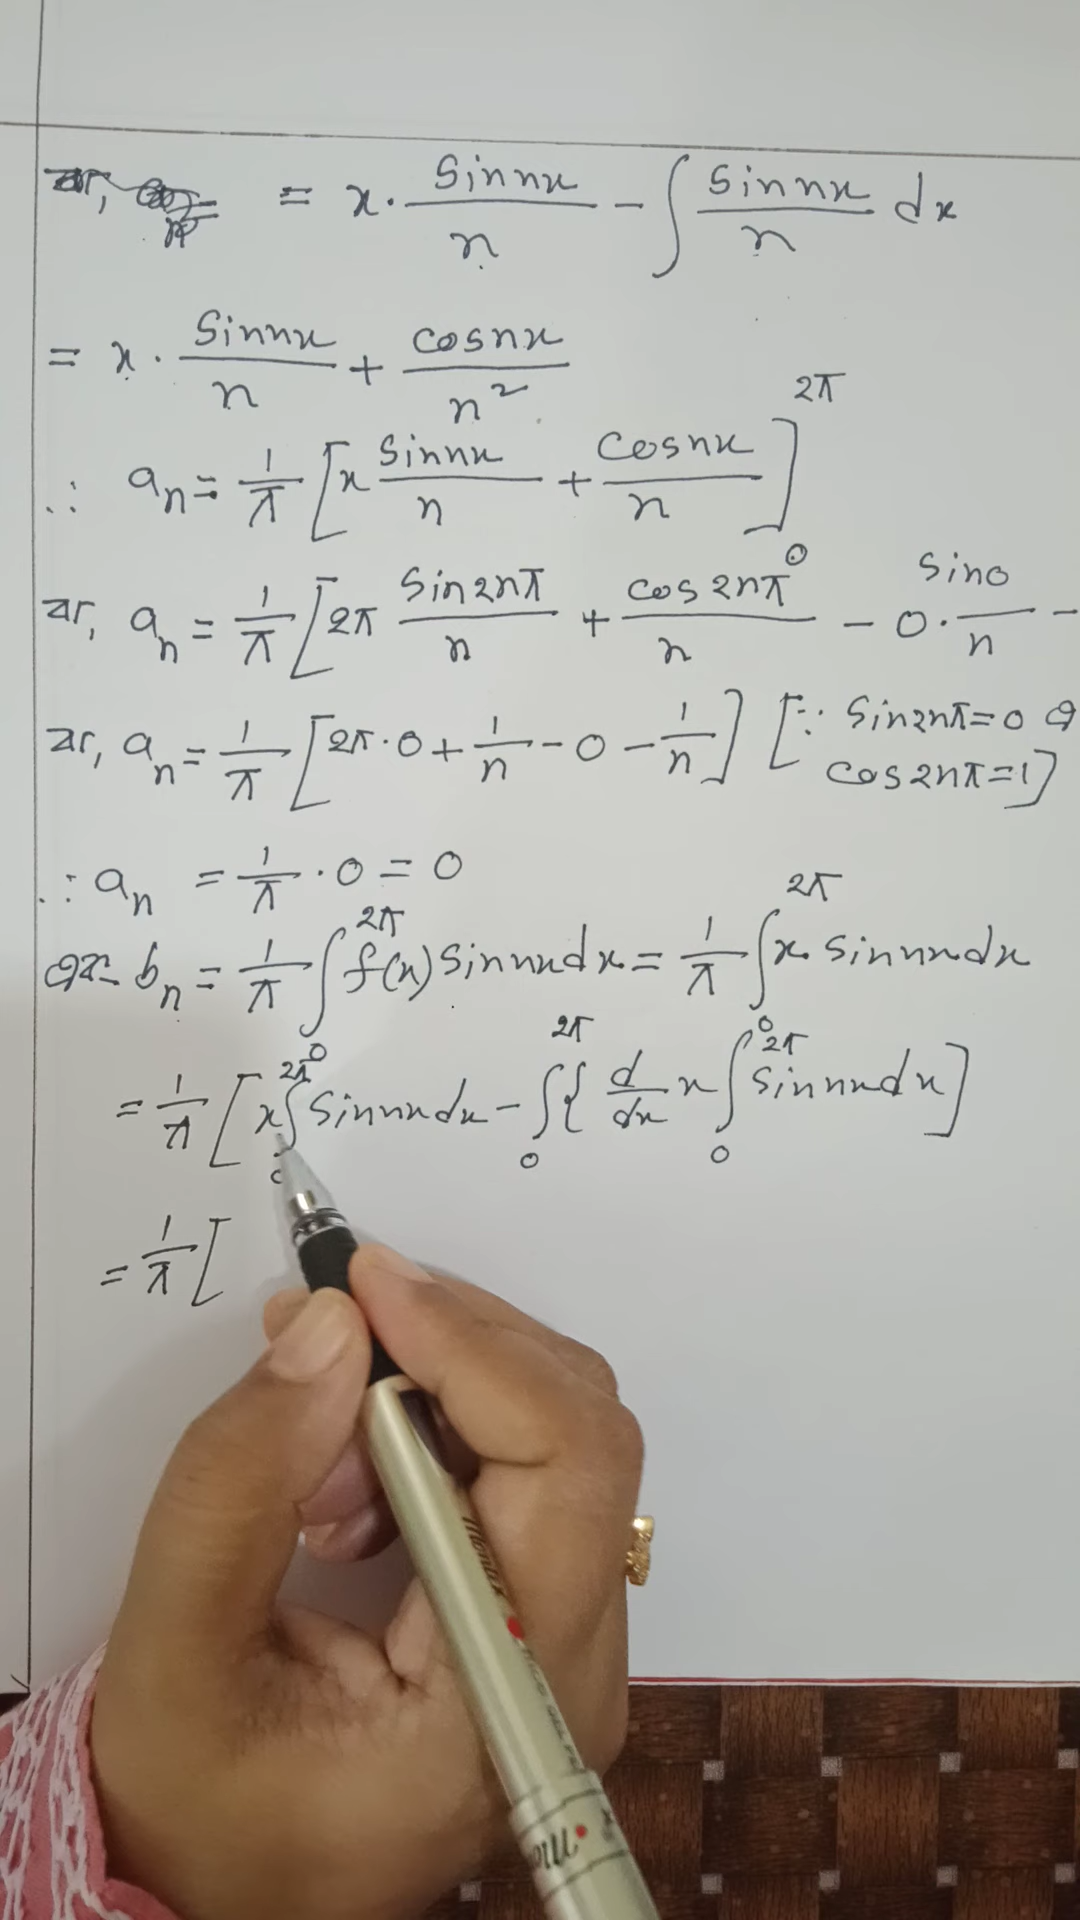 = x · sin nx / n - ∫ sin nx / n dx
= x · sin nx / n + cos nx / n²
∴ aₙ = 1/π [x sin nx / n + cos nx / n]₀^2π
বা, aₙ = 1/π [2π sin 2nπ / n + cos 2nπ / n - 0 · sin 0 / n -
বা, aₙ = 1/π [2π · 0 + 1/n - 0 - 1/n] [∵ sin 2nπ = 0 ও
cos 2nπ = 1]
∴ aₙ = 1/π · 0 = 0
এবং bₙ = 1/π ∫₀^2π f(x) sin nx dx = 1/π ∫₀^2π x sin nx dx
= 1/π [x ∫₀^2π sin nx dx - ∫₀^2π { d/dx x ∫₀^2π sin nx dx]
= 1/π [